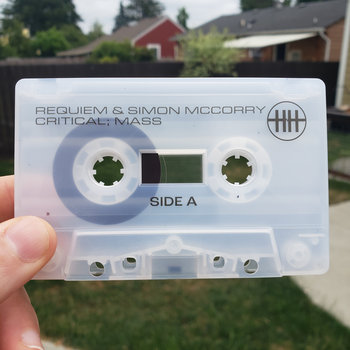 REQUIEM & SIMON MCCORRY
CRITICAL; MASS
SIDE A